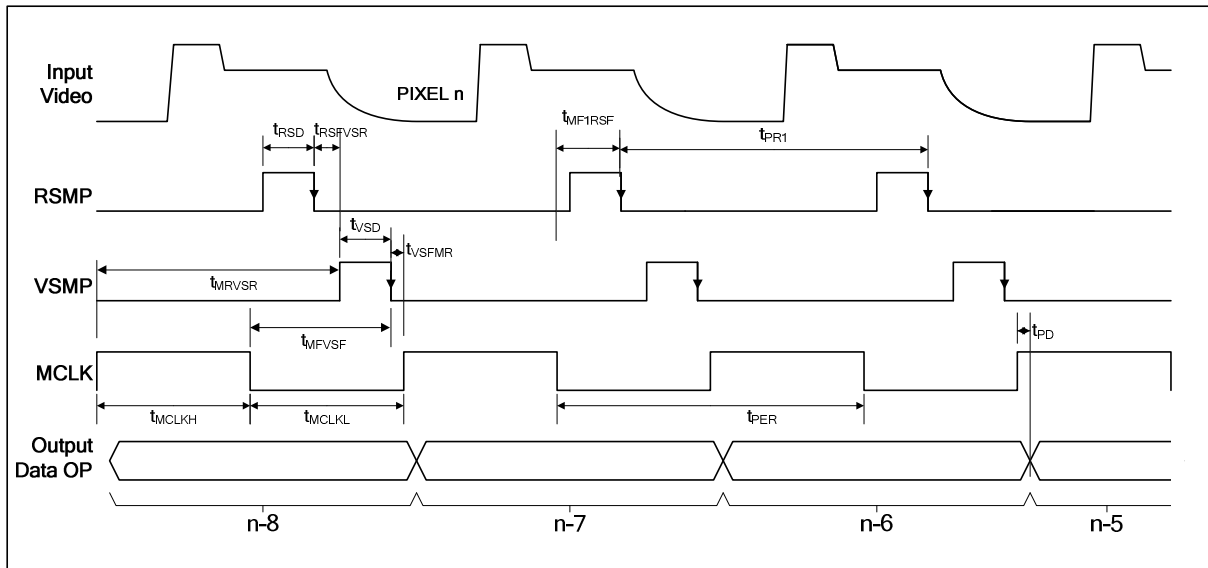 Input
Video
PIXEL n
tRSD
tRSFVSR
tMF1RSF
tPR1
RSMP
tVSD
tVSFMR
tMRVSR
VSMP
tMFVSF
tPD
MCLK
tMCLKH
tMCLKL
tPER
Output
Data OP
n-8
n-7
n-6
n-5